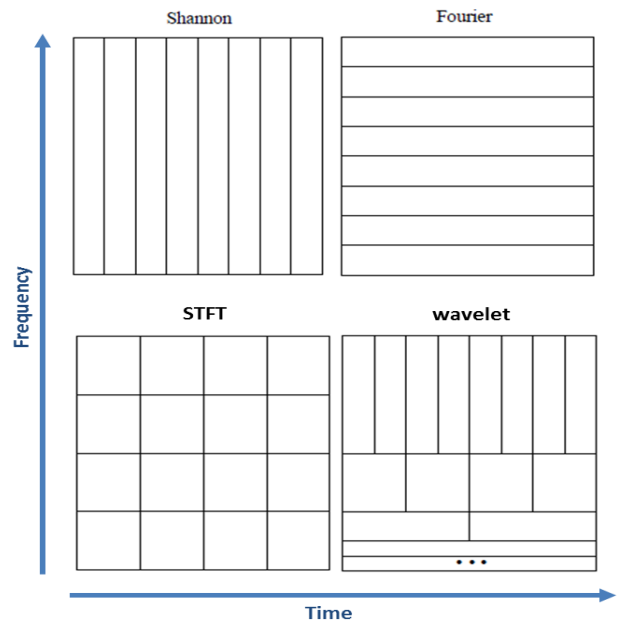 Shannon
Fourier
Frequency
STFT
wavelet
• • •
Time